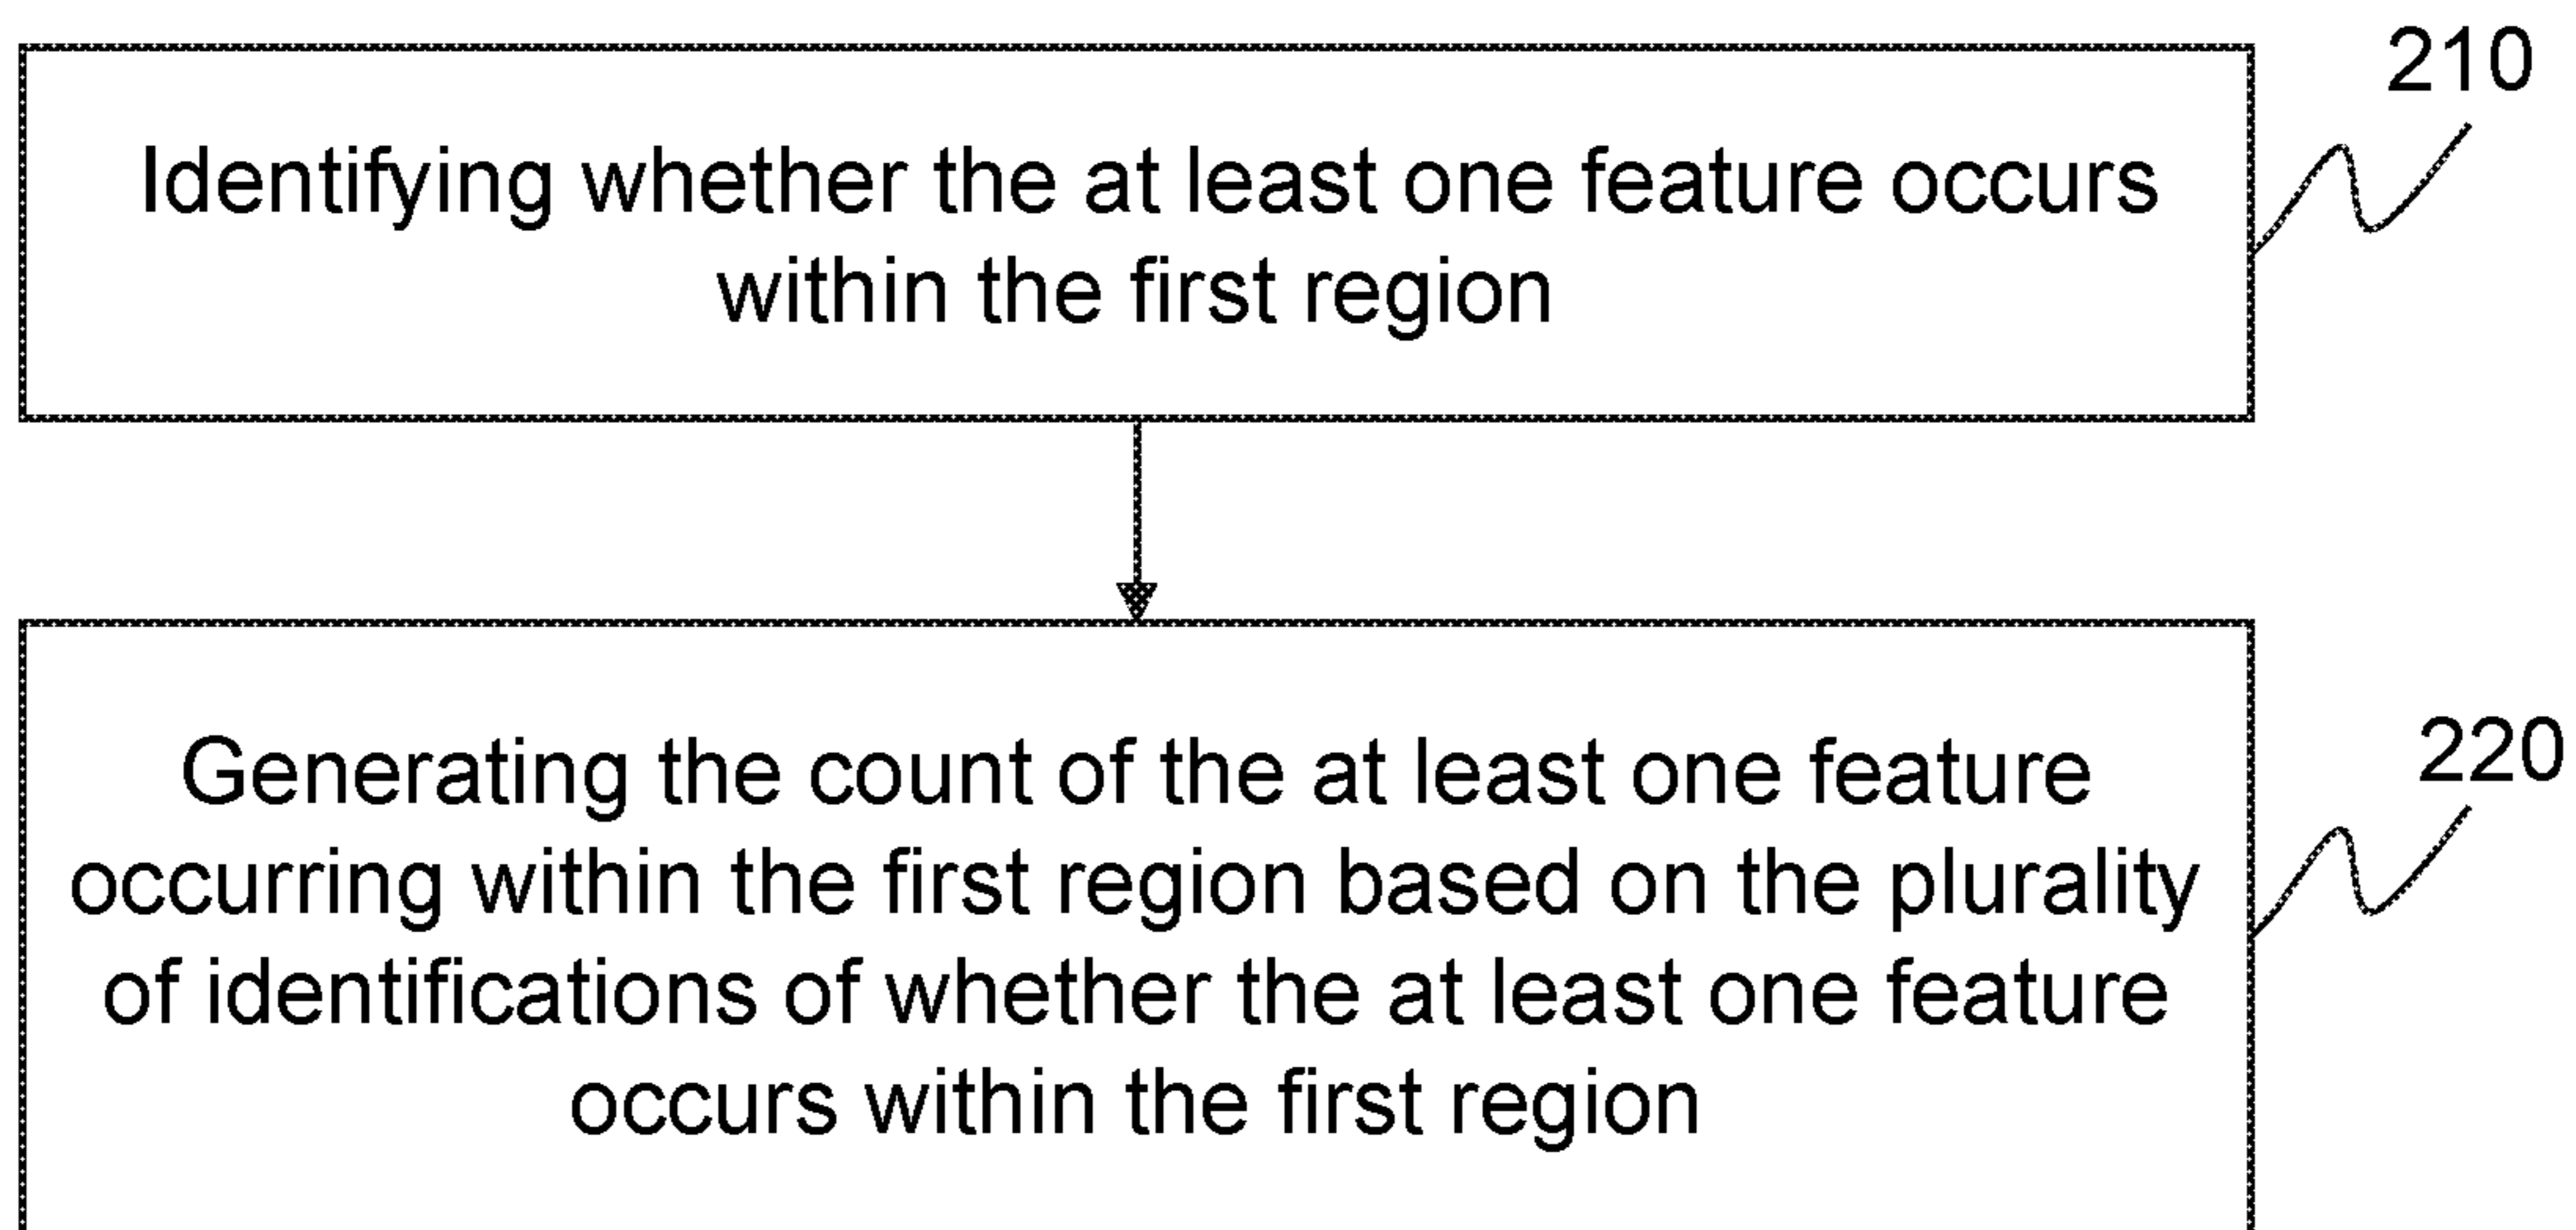 210
Identifying whether the at least one feature occurs
within the first region
220
Generating the count of the at least one feature
occurring within the first region based on the plurality
of identifications of whether the at least one feature
occurs within the first region